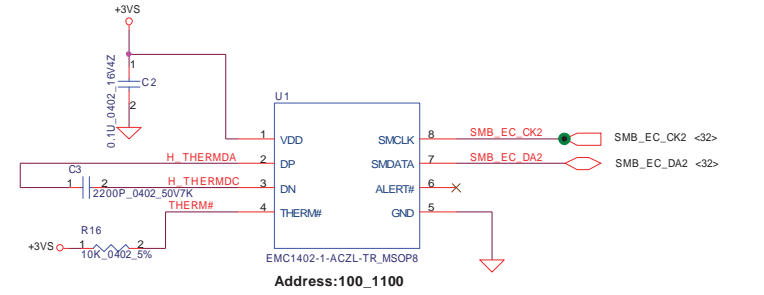 +3VS
1
C2
2
0.1U_0402_16V4Z
U1
1 VDD SMCLK 8 SMB_EC_CK2 SMB_EC_CK2 <32>
H_THERMDA 2 DP SMDATA 7 SMB_EC_DA2 SMB_EC_DA2 <32>
C3
1 2 H_THERMDC 3 DN ALERT# 6
2200P_0402_50V7K
THERM# 4 THERM# GND 5
R16
+3VS 1 2
10K_0402_5%
EMC1402-1-ACZL-TR_MSOP8
Address:100_1100